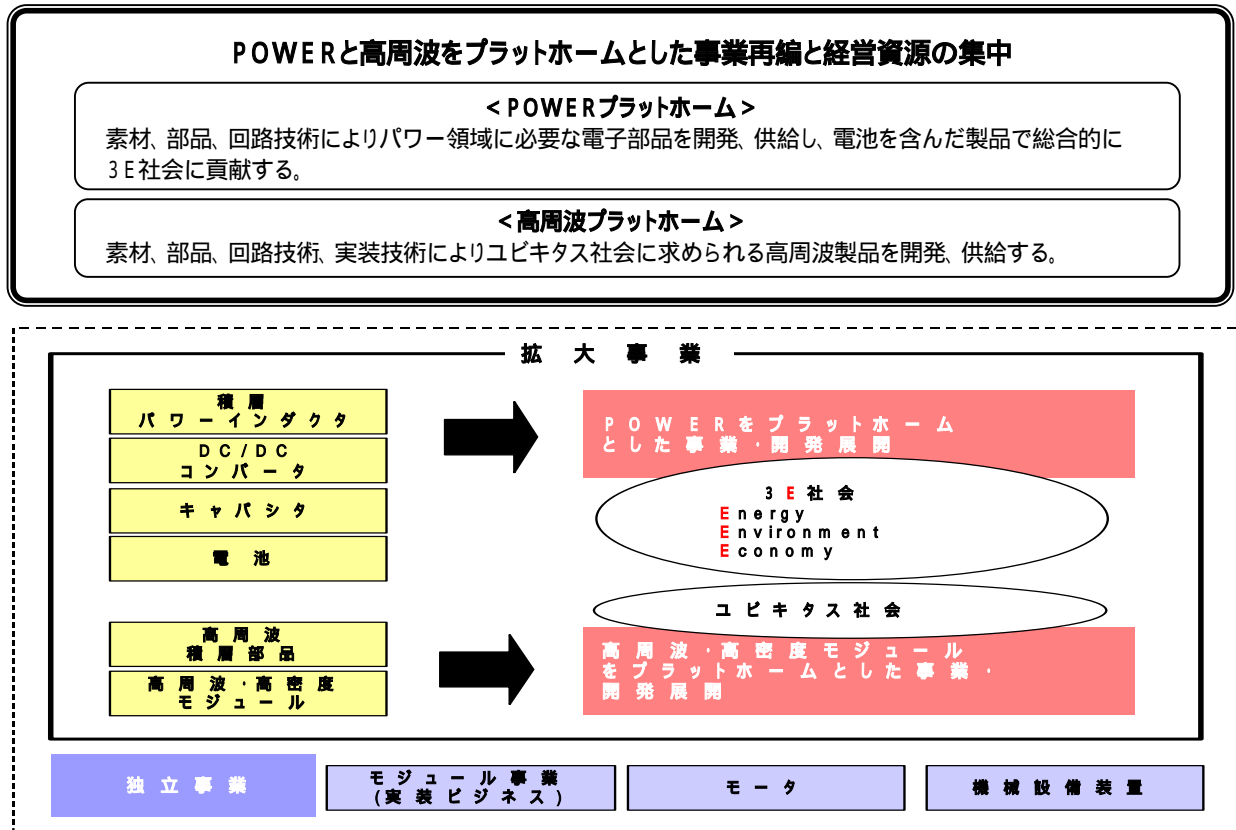 POWERと高周波をプラットホームとした事業再編と経営資源の集中
<POWERプラットホーム>
素材、部品、回路技術によりパワー領域に必要な電子部品を開発、供給し、電池を含んだ製品で総合的に
3E社会に貢献する。
<高周波プラットホーム>
素材、部品、回路技術、実装技術によりユビキタス社会に求められる高周波製品を開発、供給する。
拡大事業
積層
パワーインダクタ
DC/DC
コンバータ
キャパシタ
電池
POWERをプラットホーム
とした事業・開発展開
3E社会
Energy
Environment
Economy
ユビキタス社会
高周波
積層部品
高周波・高密度
モジュール
高周波・高密度モジュール
をプラットホームとした事業・
開発展開
独立事業
モジュール事業
(実装ビジネス)
モータ
機械設備装置